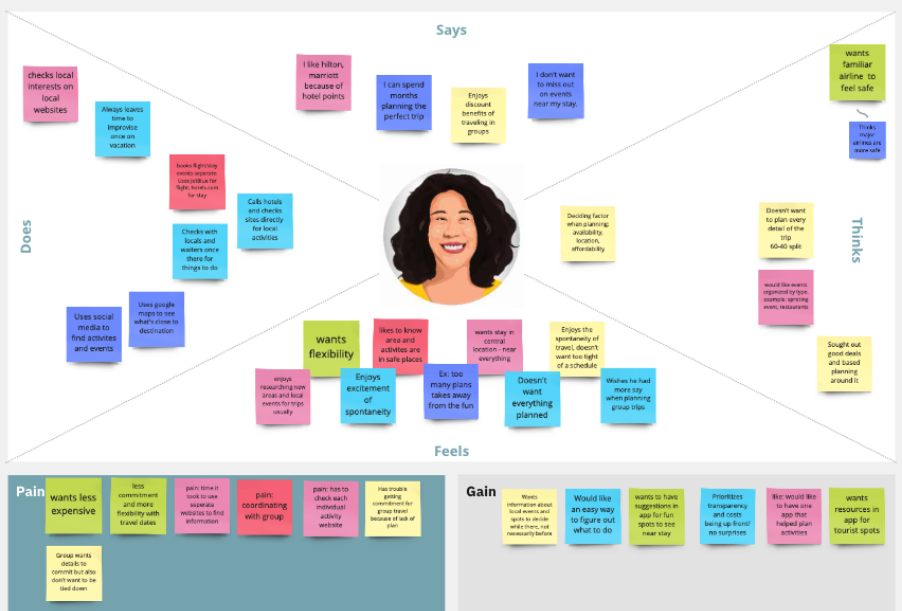 Says
checks local
interests on
local
websites
Always leaves
time to
improvise
once on
vacation
books flight/stay
events separate
Uses JetBlue for
flight; hotels.com
for stay
Calls hotels
and checks
sites directly
for local
activities
Checks with
locals and
waiters once
there for
things to do
Does
Uses social
media to
find activites
and events
Uses google
maps to see
what's close to
destination
I like hilton,
marriott
because of
hotel points
I can spend
months
planning the
perfect trip
Enjoys
discount
benefits of
traveling in
groups
I don't want
to miss out
on events
near my stay.
wants
familiar
airline to
feel safe
Thinks
major
airlines are
more safe
Deciding factor
when planning:
availability,
location,
affordability
Doesn't want
to plan every
detail of the
trip
60-40 split
Thinks
would like events
organized by type,
example: sporting
event, restaurants
Sought out
good deals
and based
planning
around it
wants
flexibility
likes to know
area and
activites are
in safe places
wants stay in
central
location - near
everything
Enjoys the
spontaneity of
travel, doesn't
want too tight
of a schedule
enjoys
researching new
areas and local
events for trips
usually
Enjoys
excitement
of
spontaneity
Ex: too
many plans
takes away
from the fun
Doesn't
want
everything
planned
Wishes he had
more say
when planning
group trips
Feels
Pain
wants less
expensive
less
commitment
and more
flexibility with
travel dates
pain: time it
took to use
seperate
websites to find
information
pain:
coordinating
with group
pain: has to
check each
individual
activity
website
Has trouble
getting
commitment for
group travel
because of lack of
plan
Group wants
details to
commit but also
don't want to be
tied down
Gain
Wants
information about
local events and
spots to decide
while there, not
necessarily before
Would like
an easy way
to figure out
what to do
wants to have
suggestions in
app for fun
spots to see
near stay
Prioritizes
transparency
and costs
being up front/
no surprises
like: would like
to have one
app that
helped plan
activities
wants
resources in
app for
tourist spots